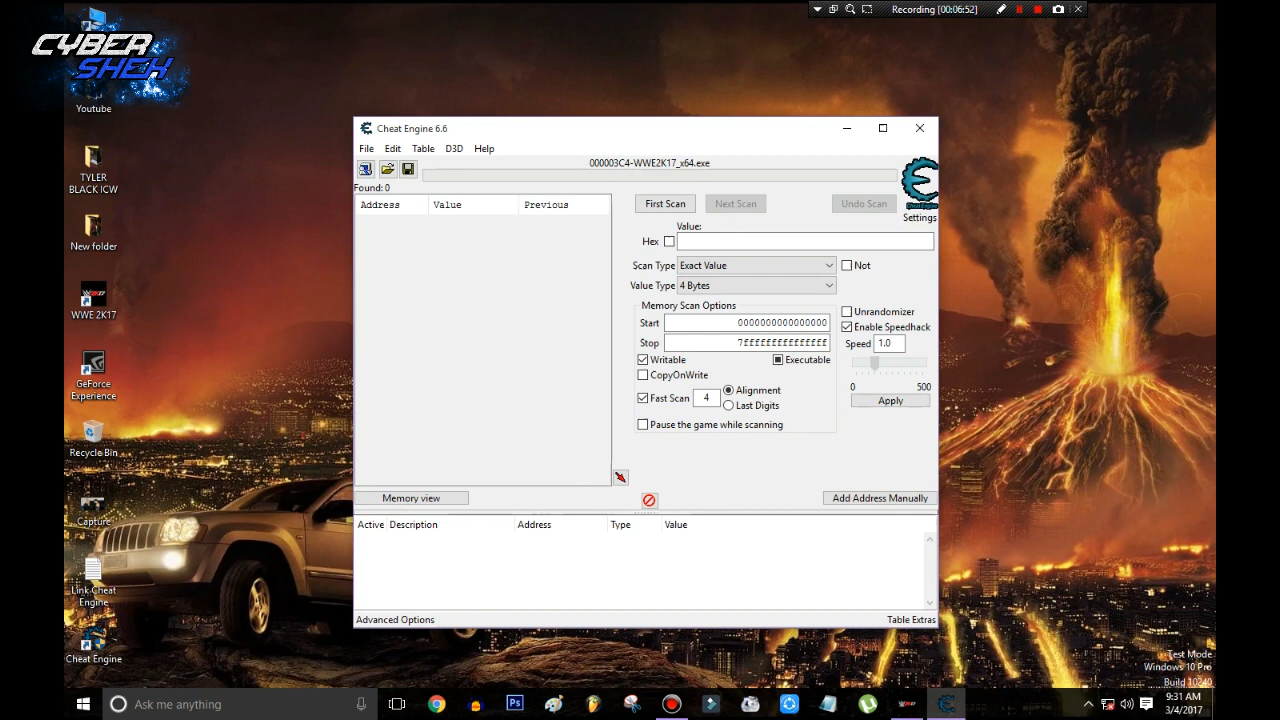 Recording [00:06:52]
CYBER
SHEK
Youtube
TYLER
BLACK ICW
New folder
WWE 2K17
GeForce
Experience
Recycle Bin
Capture
Link Cheat
Engine
Cheat Engine
Cheat Engine 6.6
File Edit Table D3D Help
000003C4-WWE2K17_x64.exe
Found: 0
Address Value Previous
First Scan Next Scan Undo Scan
Cheat Engine
Settings
Value:
Hex
Scan Type Exact Value Not
Value Type 4 Bytes
Memory Scan Options
Start 0000000000000000
Stop 7fffffffffffffff
Writable Executable
CopyOnWrite
Fast Scan 4 Alignment
Last Digits
Pause the game while scanning
Unrandomizer
Enable Speedhack
Speed 1.0
0 500
Apply
Memory view
Add Address Manually
Active Description Address Type Value
Advanced Options Table Extras
Test Mode
Windows 10 Pro
Build 10240
Ask me anything
Ps
9:31 AM
3/4/2017